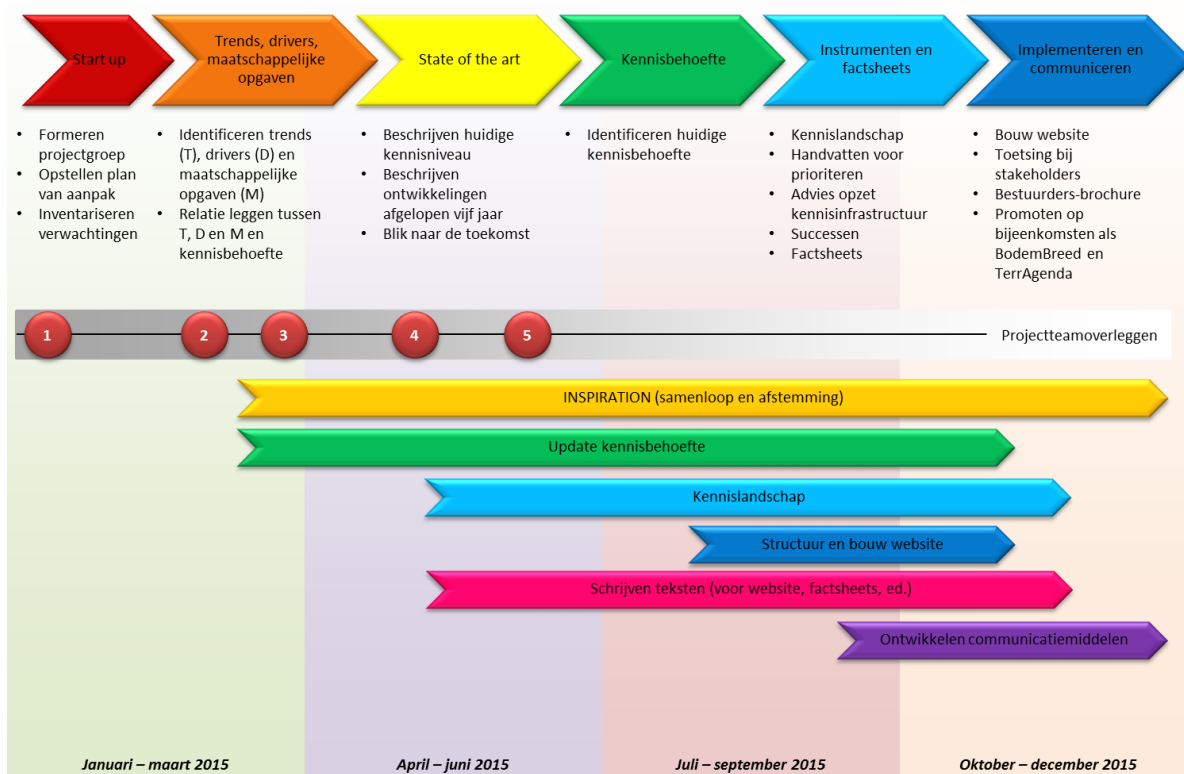 Start up
Trends, drivers,
maatschappelijke
opgaven
State of the art
Kennisbehoefte
Instrumenten en
factsheets
Implementeren en
communiceren
• Formeren
projectgroep
• Opstellen plan
van aanpak
• Inventariseren
verwachtingen
• Identificeren trends
(T), drivers (D) en
maatschappelijke
opgaven (M)
• Relatie leggen tussen
T, D en M en
kennisbehoefte
• Beschrijven huidige
kennisniveau
• Beschrijven
ontwikkelingen
afgelopen vijf jaar
• Blik naar de toekomst
• Identificeren huidige
kennisbehoefte
• Kennislandschap
• Handvatten voor
prioriteren
• Advies opzet
kennisinfrastructuur
• Successen
• Factsheets
• Bouw website
• Toetsing bij
stakeholders
• Bestuurders-brochure
• Promoten op
bijeenkomsten als
BodemBreed en
TerrAgenda
1 2 3 4 5 Projectteamoverleggen
INSPIRATION (samenloop en afstemming)
Update kennisbehoefte
Kennislandschap
Structuur en bouw website
Schrijven teksten (voor website, factsheets, ed.)
Ontwikkelen communicatiemiddelen
Januari – maart 2015
April – juni 2015
Juli – september 2015
Oktober – december 2015